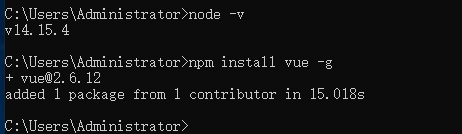 C:\Users\Administrator>node -v
v14.15.4
C:\Users\Administrator>npm install vue -g
+ vue@2.6.12
added 1 package from 1 contributor in 15.018s
C:\Users\Administrator>